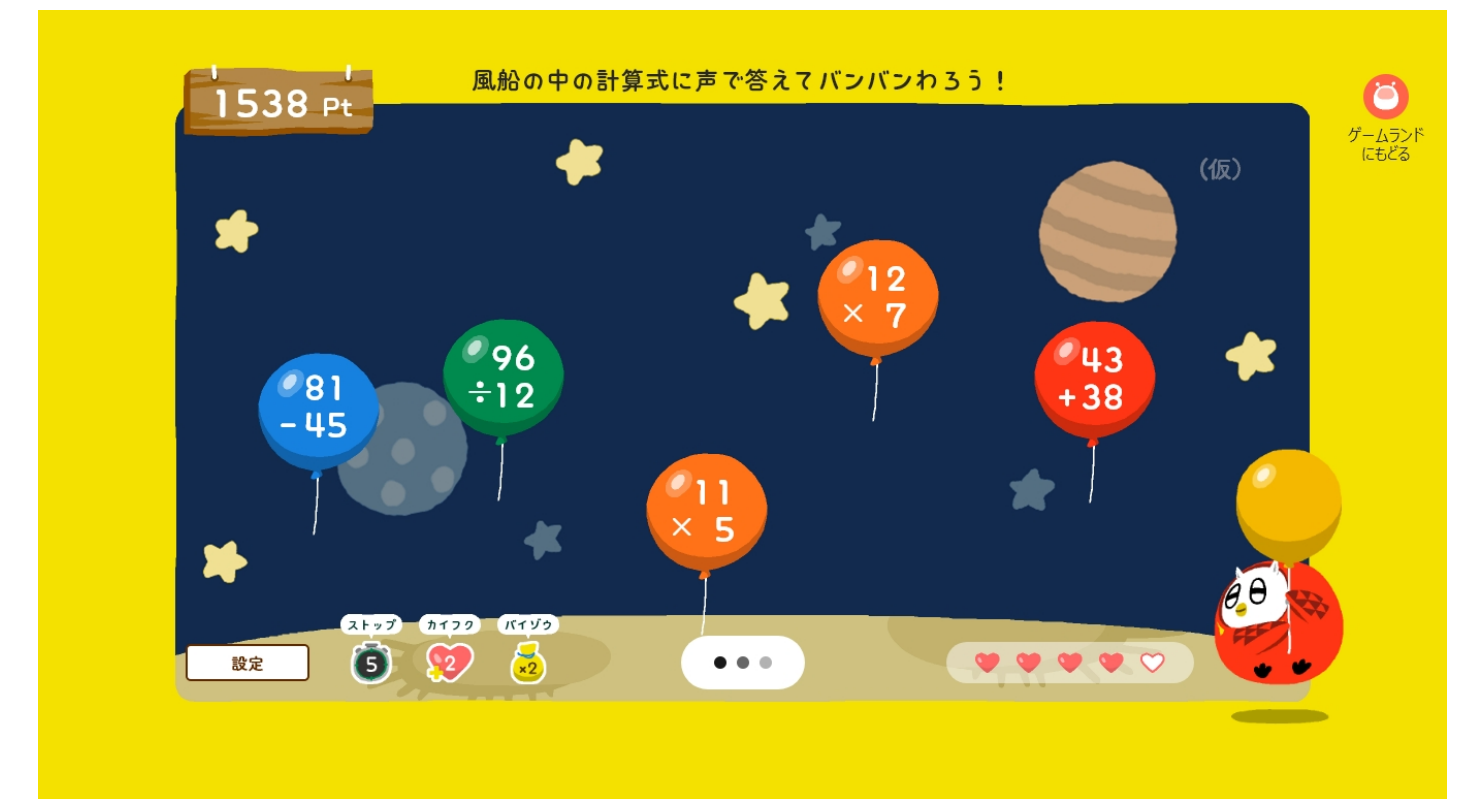 風船の中の計算式に声で答えてバンバンわろう！
1538 Pt
ゲームランド
にもどる
（仮）
12
× 7
96
÷12
43
+38
81
- 45
11
× 5
ストップ
5
カイフク
+2
バイゾウ
×2
設定